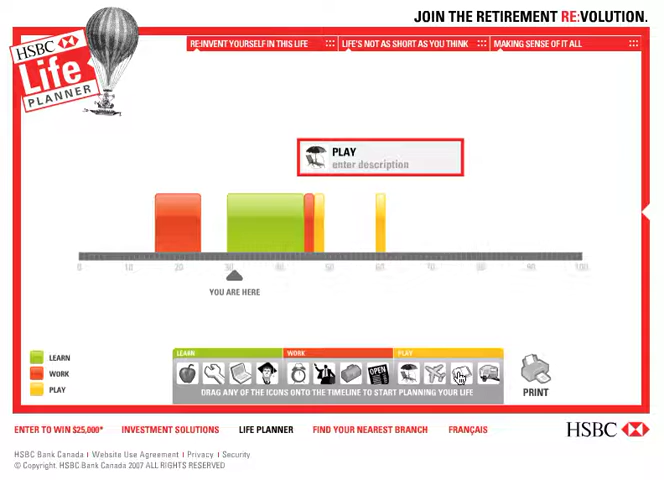 JOIN THE RETIREMENT RE:VOLUTION.
HSBC
Life
PLANNER
RE:INVENT YOURSELF IN THIS LIFE
LIFE'S NOT AS SHORT AS YOU THINK
MAKING SENSE OF IT ALL
PLAY
enter description
0 10 20 30 40 50 60 70 80 90 100
YOU ARE HERE
LEARN
WORK
PLAY
LEARN WORK PLAY
OPEN
DRAG ANY OF THE ICONS ONTO THE TIMELINE TO START PLANNING YOUR LIFE
PRINT
ENTER TO WIN $25,000* INVESTMENT SOLUTIONS LIFE PLANNER FIND YOUR NEAREST BRANCH FRANÇAIS
HSBC
HSBC Bank Canada I Website Use Agreement I Privacy I Security
© Copyright. HSBC Bank Canada 2007 ALL RIGHTS RESERVED